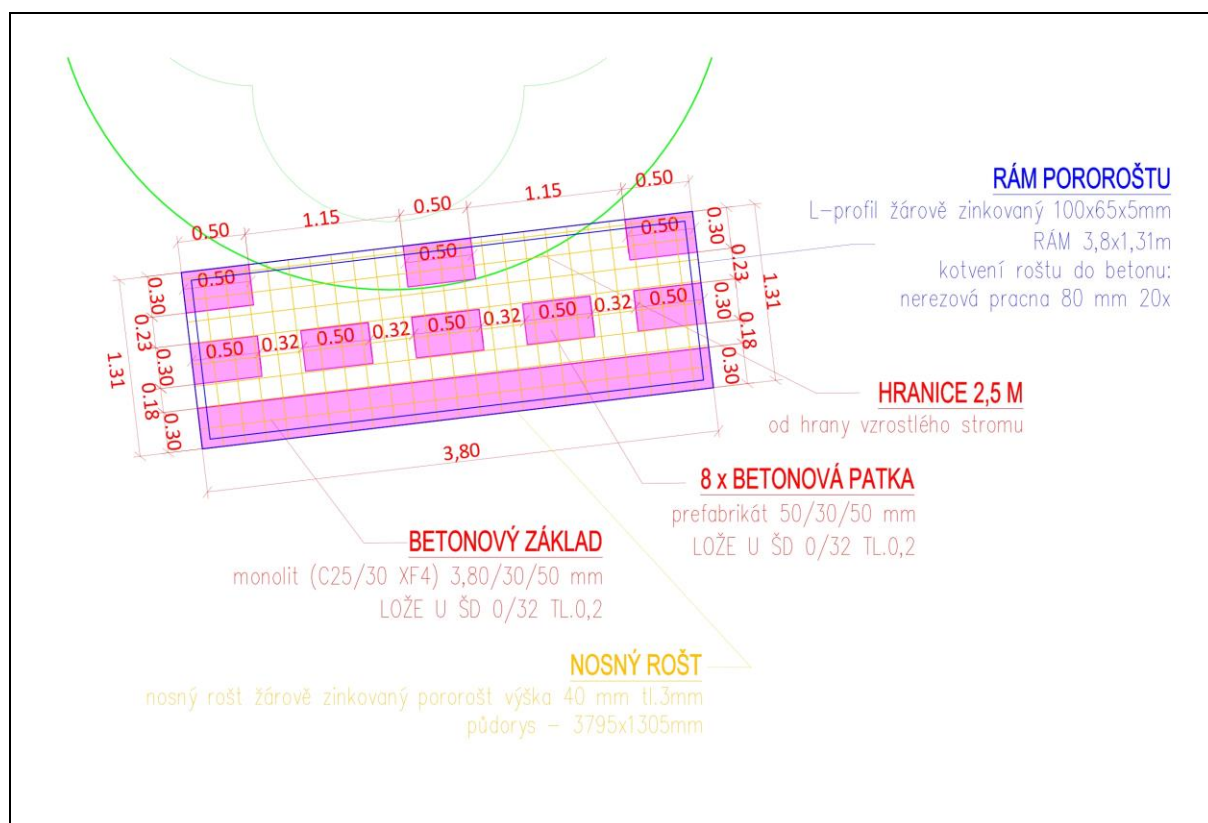 0.50
1.15
0.50
1.15
0.50
0.50
0.50
0.50
0.30
0.23
0.30
0.18
0.30
1.31
0.30
0.23
0.30
0.18
0.30
1.31
0.50
0.32
0.50
0.32
0.50
0.32
0.50
0.32
0.50
3,80
RÁM POROROŠTU
L-profil žárově zinkovaný 100x65x5mm
RÁM 3,8x1,31m
kotvení roštu do betonu:
nerezová pracna 80 mm 20x
HRANICE 2,5 M
od hrany vzrostlého stromu
8 x BETONOVÁ PATKA
prefabrikát 50/30/50 mm
LOŽE U ŠD 0/32 TL.0,2
BETONOVÝ ZÁKLAD
monolit (C25/30 XF4) 3,80/30/50 mm
LOŽE U ŠD 0/32 TL.0,2
NOSNÝ ROŠT
nosný rošt žárově zinkovaný pororošt výška 40 mm tl.3mm
půdorys - 3795x1305mm